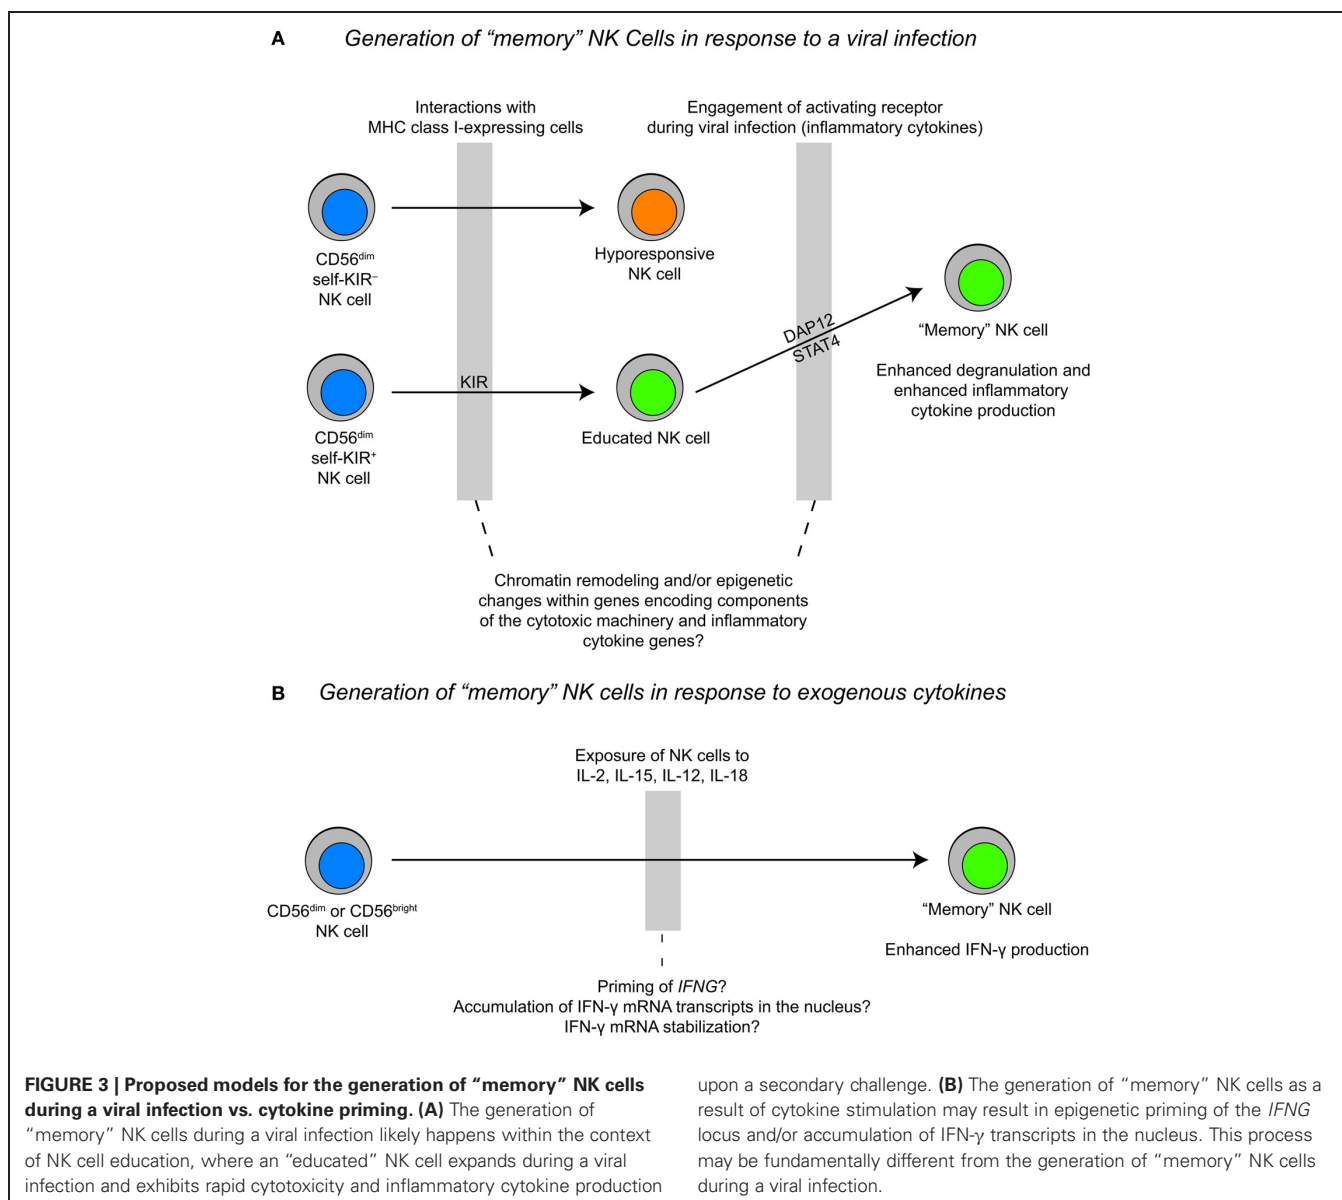 A Generation of “memory” NK Cells in response to a viral infection
Interactions with
MHC class I-expressing cells
Engagement of activating receptor
during viral infection (inflammatory cytokines)
CD56dim
self-KIR–
NK cell
Hyporesponsive
NK cell
DAP12
STAT4
“Memory” NK cell
Enhanced degranulation and
enhanced inflammatory
cytokine production
KIR
CD56dim
self-KIR+
NK cell
Educated NK cell
Chromatin remodeling and/or epigenetic
changes within genes encoding components
of the cytotoxic machinery and inflammatory
cytokine genes?
B Generation of “memory” NK cells in response to exogenous cytokines
Exposure of NK cells to
IL-2, IL-15, IL-12, IL-18
CD56dim or CD56bright
NK cell
“Memory” NK cell
Enhanced IFN-γ production
Priming of IFNG?
Accumulation of IFN-γ mRNA transcripts in the nucleus?
IFN-γ mRNA stabilization?
FIGURE 3 | Proposed models for the generation of “memory” NK cells
during a viral infection vs. cytokine priming. (A) The generation of
“memory” NK cells during a viral infection likely happens within the context
of NK cell education, where an “educated” NK cell expands during a viral
infection and exhibits rapid cytotoxicity and inflammatory cytokine production
upon a secondary challenge. (B) The generation of “memory” NK cells as a
result of cytokine stimulation may result in epigenetic priming of the IFNG
locus and/or accumulation of IFN-γ transcripts in the nucleus. This process
may be fundamentally different from the generation of “memory” NK cells
during a viral infection.